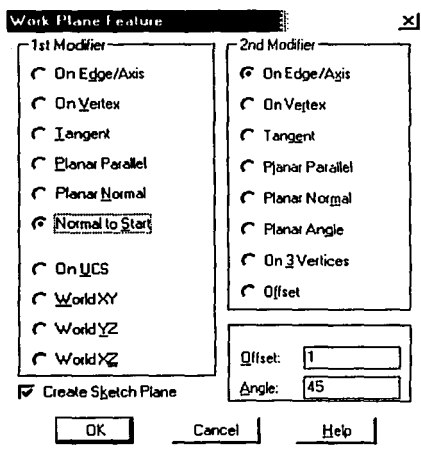 Work Plane Feature
1st Modifier
On Edge/Axis
On Vertex
Tangent
Planar Parallel
Planar Normal
Normal to Start
On UCS
World XY
World YZ
World XZ
Create Sketch Plane
2nd Modifier
On Edge/Axis
On Vertex
Tangent
Planar Parallel
Planar Normal
Planar Angle
On 3 Vertices
Offset
Offset: 1
Angle: 45
OK Cancel Help